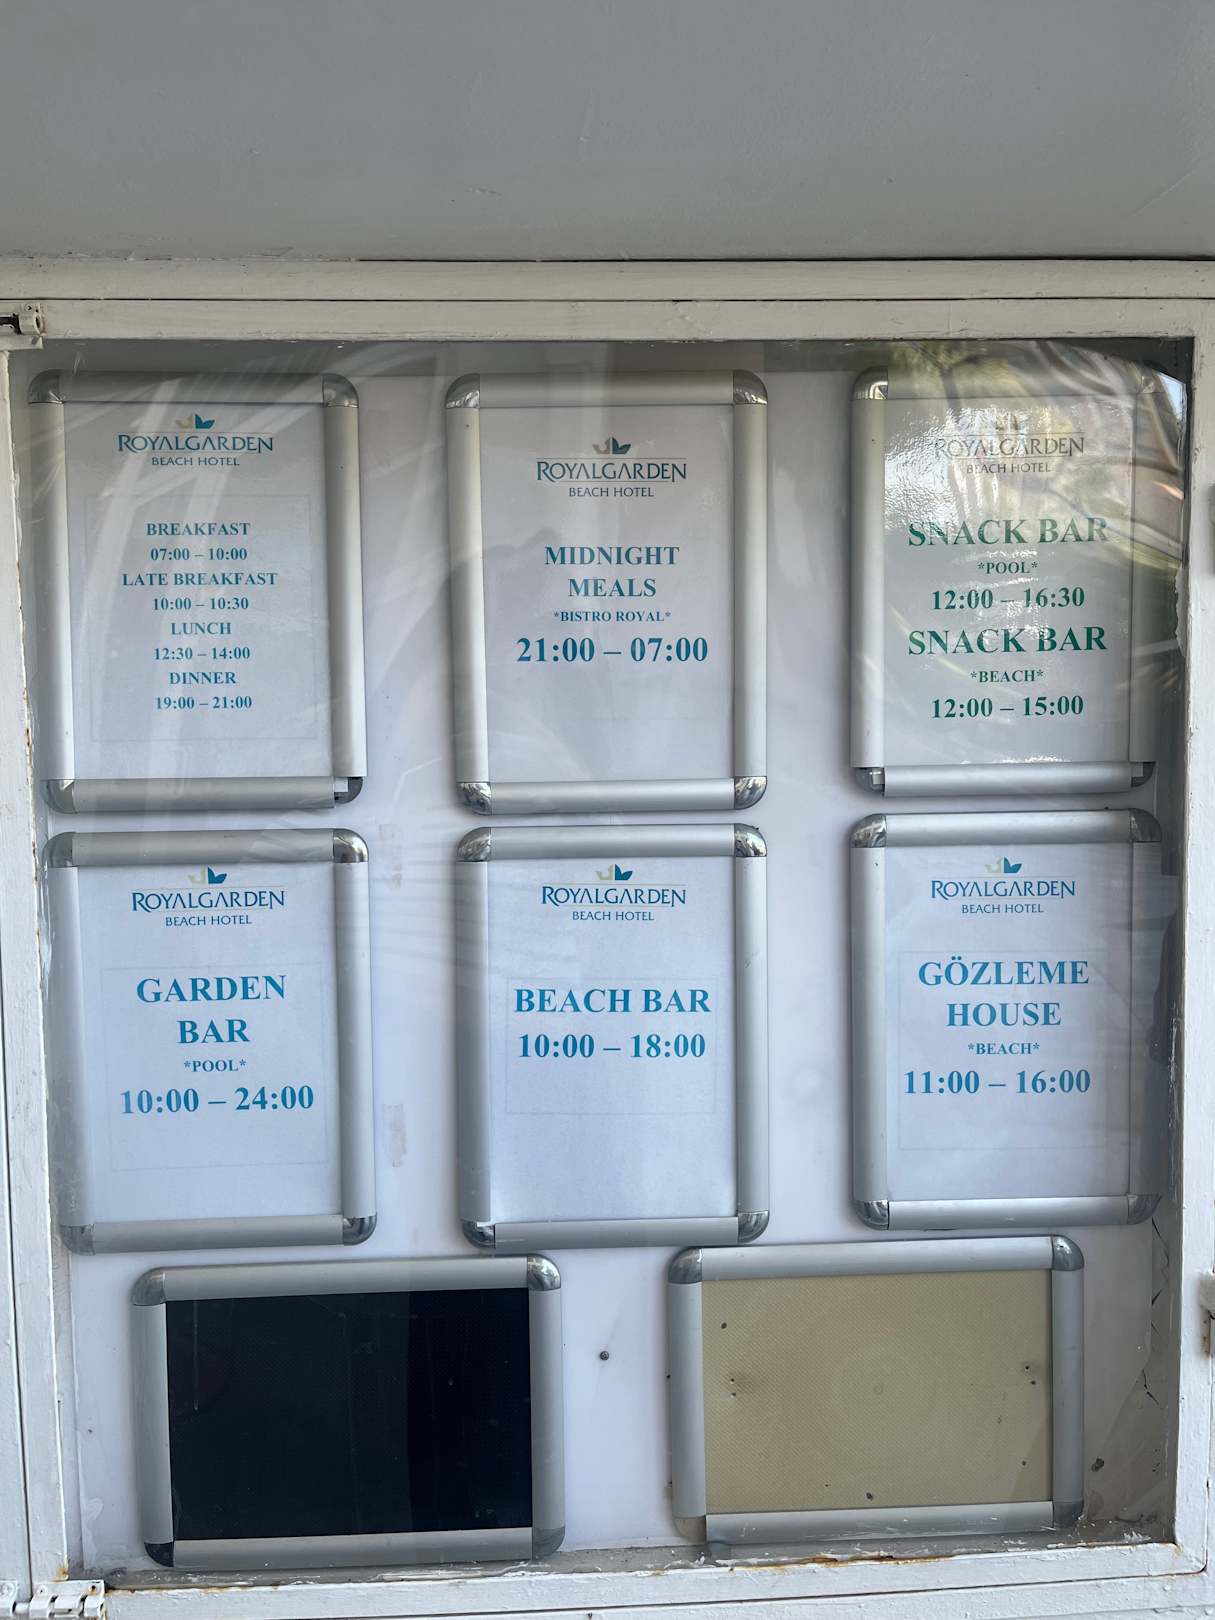 ROYALGARDEN
BEACH HOTEL
BREAKFAST
07:00 – 10:00
LATE BREAKFAST
10:00 – 10:30
LUNCH
12:30 – 14:00
DINNER
19:00 – 21:00
ROYALGARDEN
BEACH HOTEL
MIDNIGHT
MEALS
*BISTRO ROYAL*
21:00 – 07:00
ROYALGARDEN
BEACH HOTEL
SNACK BAR
*POOL*
12:00 – 16:30
SNACK BAR
*BEACH*
12:00 – 15:00
ROYALGARDEN
BEACH HOTEL
GARDEN
BAR
*POOL*
10:00 – 24:00
ROYALGARDEN
BEACH HOTEL
BEACH BAR
10:00 – 18:00
ROYALGARDEN
BEACH HOTEL
GÖZLEME
HOUSE
*BEACH*
11:00 – 16:00